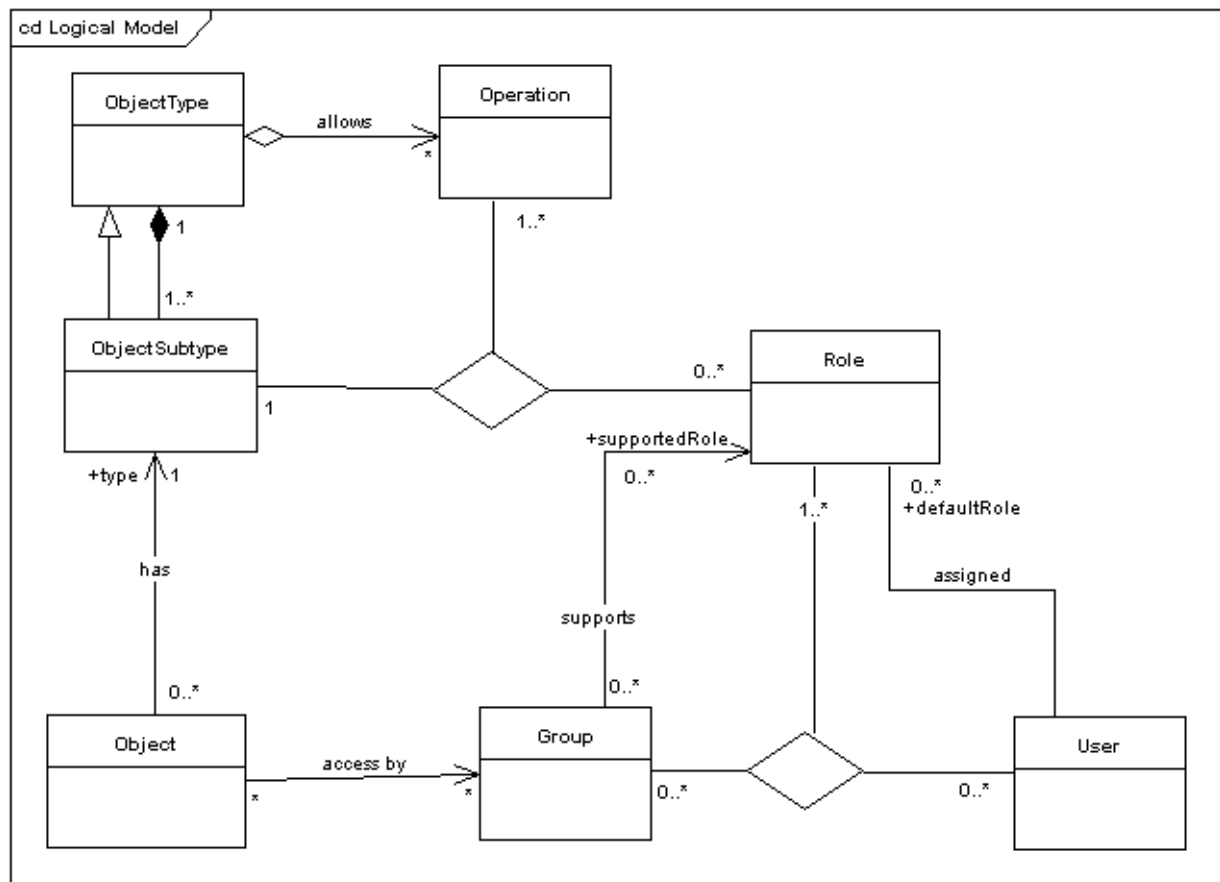 cd Logical Model
ObjectType
Operation
allows
*
1
1..*
1..*
ObjectSubtype
Role
0..*
1
+supportedRole
+type
1
0..*
0..*
+defaultRole
1..*
has
assigned
supports
0..*
0..*
Object
Group
User
access by
*
*
0..*
0..*